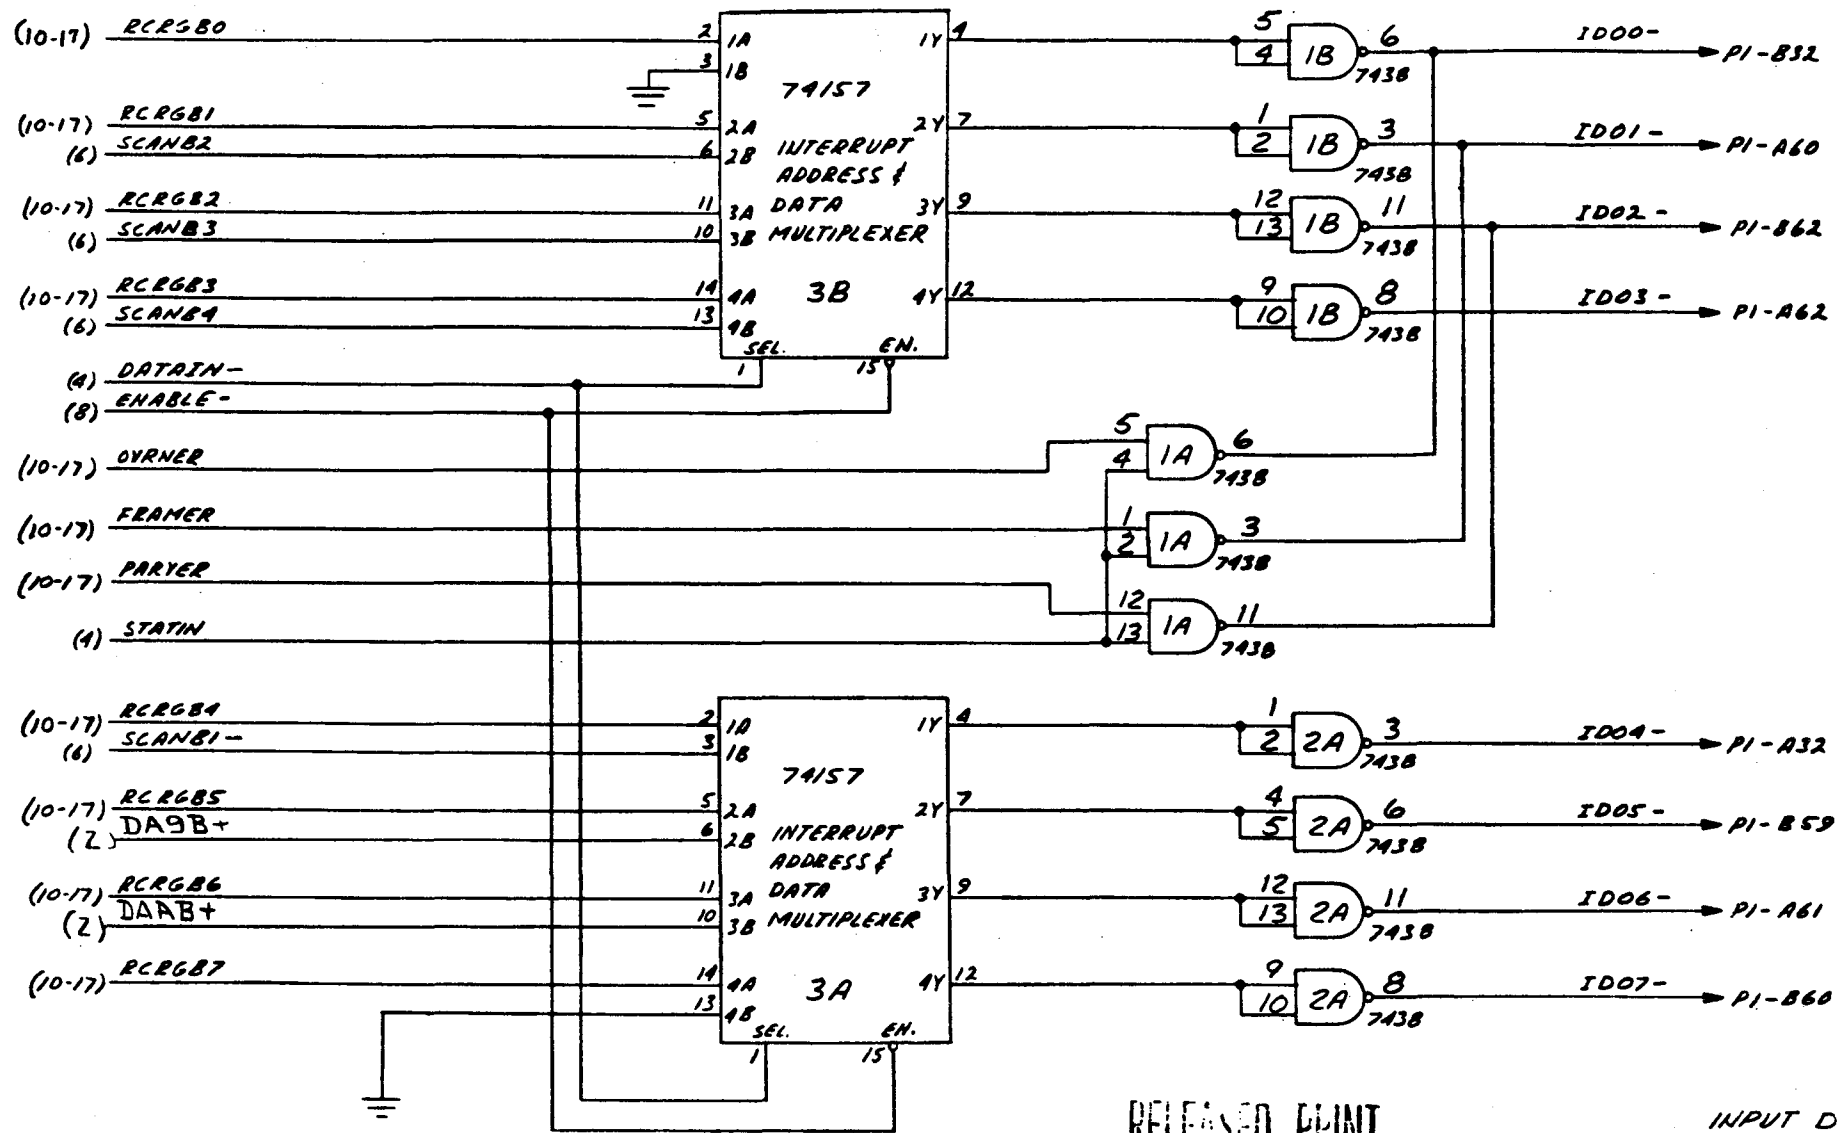 (10-17) RCRGB0 2 1A 1Y 4 5 4 1B 6 7438 ID00- P1-B32
3 1B
74157
(10-17) RCRGB1 5 2A 2Y 7 1 2 1B 3 7438 ID01- P1-A60
(6) SCANB2 6 2B INTERRUPT
ADDRESS &
(10-17) RCRGB2 11 3A DATA 3Y 9 12 13 1B 11 7438 ID02- P1-B62
(6) SCANB3 10 3B MULTIPLEXER
(10-17) RCRGB3 14 4A 3B 4Y 12 9 10 1B 8 7438 ID03- P1-A62
(6) SCANB4 13 4B
SEL. EN.
(4) DATAIN- 1 15
(8) ENABLE-
(10-17) OVRNER 5 4 1A 6 7438
(10-17) FRAMER 1 2 1A 3 7438
(10-17) PARYER 12 13 1A 11 7438
(4) STATIN
(10-17) RCRGB4 2 1A 1Y 4 1 2 2A 3 7438 ID04- P1-A32
(6) SCANB1- 3 1B
74157
(10-17) RCRGB5 5 2A 2Y 7 4 5 2A 6 7438 ID05- P1-B59
(2) DA9B+ 6 2B INTERRUPT
ADDRESS &
(10-17) RCRGB6 11 3A DATA 3Y 9 12 13 2A 11 7438 ID06- P1-A61
(2) DAAB+ 10 3B MULTIPLEXER
(10-17) RCRGB7 14 4A 3A 4Y 12 9 10 2A 8 7438 ID07- P1-B60
13 4B
SEL. EN.
1 15
RELEASED PRINT
INPUT D